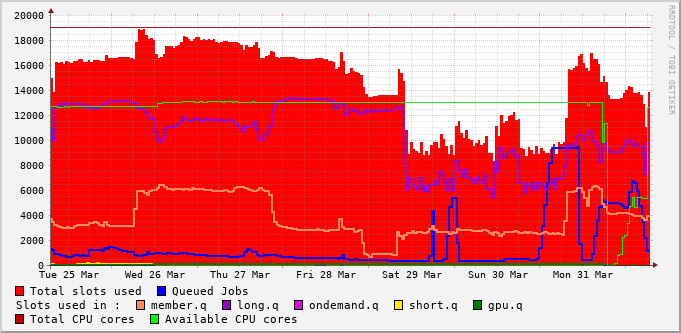 20000
18000
16000
14000
12000
10000
8000
6000
4000
2000
0
Tue 25 Mar Wed 26 Mar Thu 27 Mar Fri 28 Mar Sat 29 Mar Sun 30 Mar Mon 31 Mar
Total slots used Queued Jobs
Slots used in : member.q long.q ondemand.q short.q gpu.q
Total CPU cores Available CPU cores
RRDTOOL / TOBI OETIKER